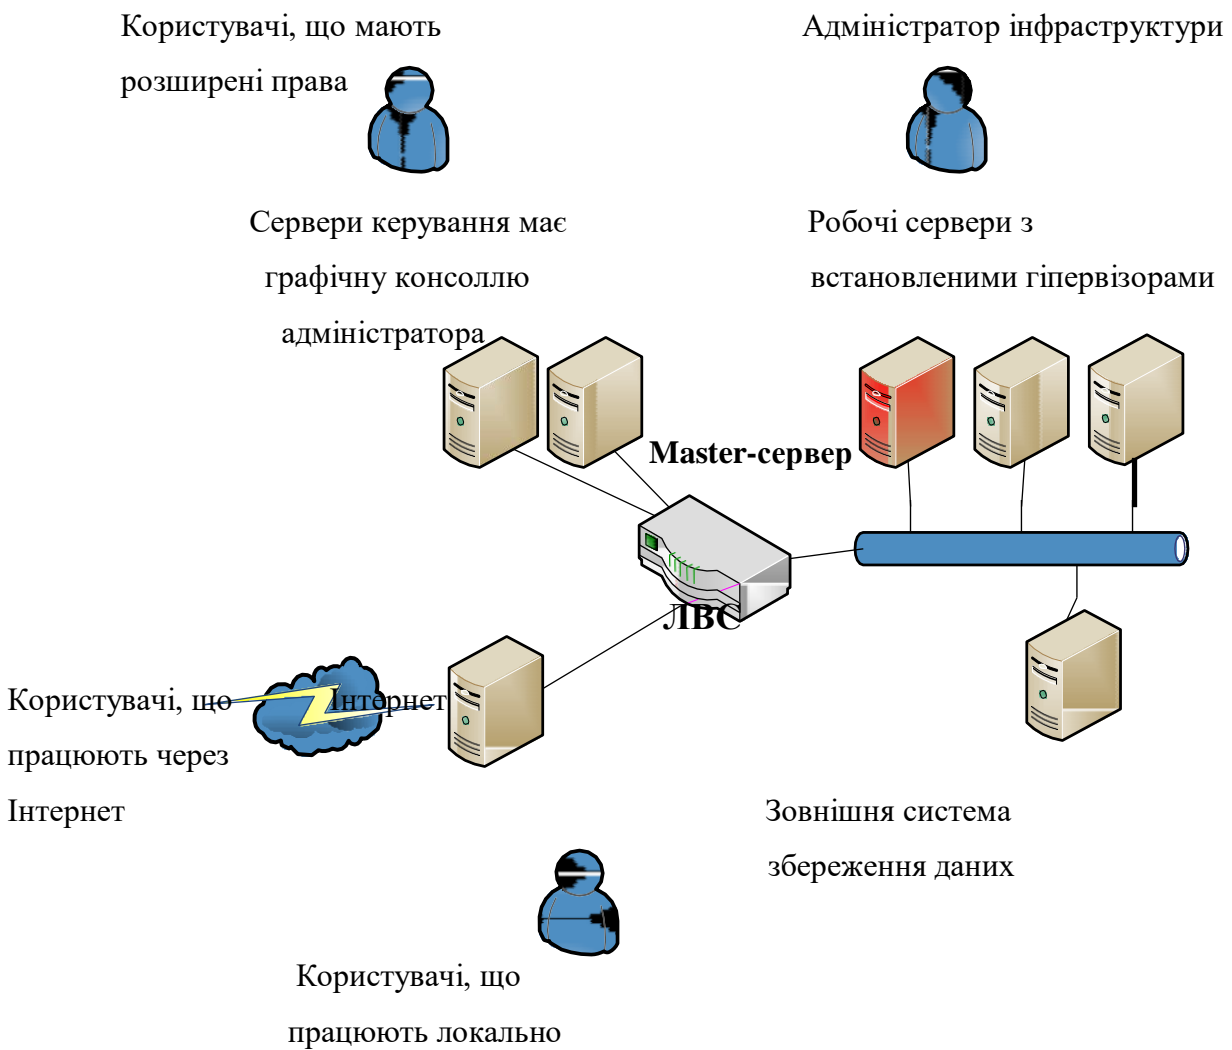 Користувачі, що мають
розширені права
Адміністратор інфраструктури
Сервери керування має
графічну консоллю
адміністратора
Робочі сервери з
встановленими гіпервізорами
Master-сервер
ЛВС
Користувачі, що
працюють через
Інтернет
Інтернет
Зовнішня система
збереження даних
Користувачі, що
працюють локально